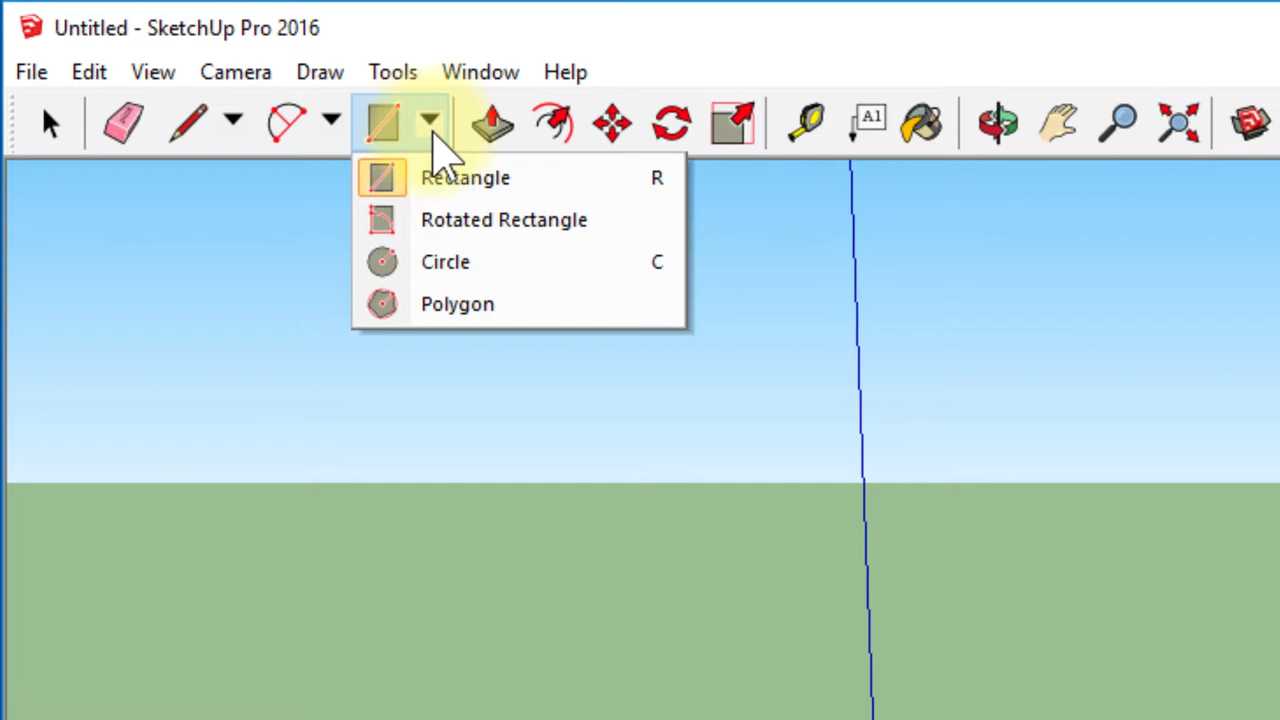 Untitled - SketchUp Pro 2016
File Edit View Camera Draw Tools Window Help
A1
Rectangle R
Rotated Rectangle
Circle C
Polygon